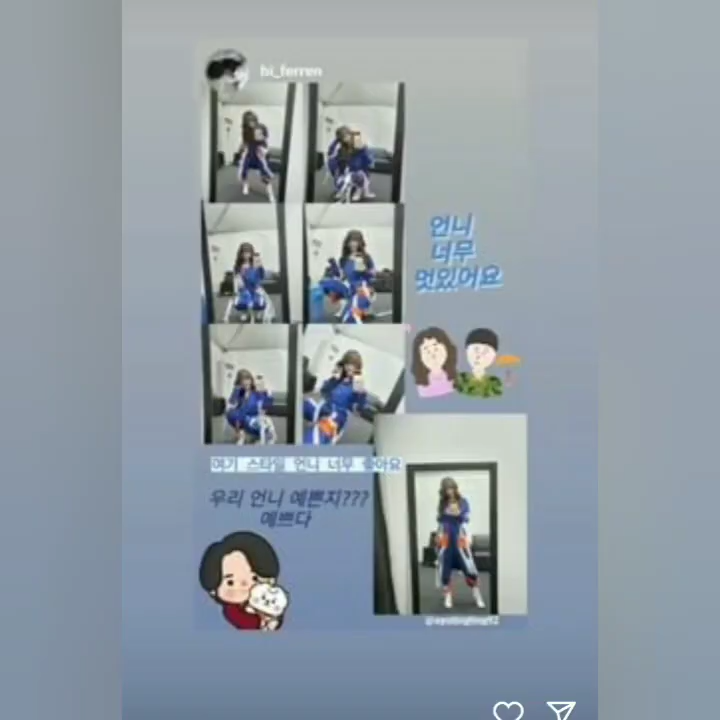 hi_ferren
언니
너무
멋있어요
여기 스타일 언니 너무 좋아요
우리 언니 예쁜지???
예쁘다